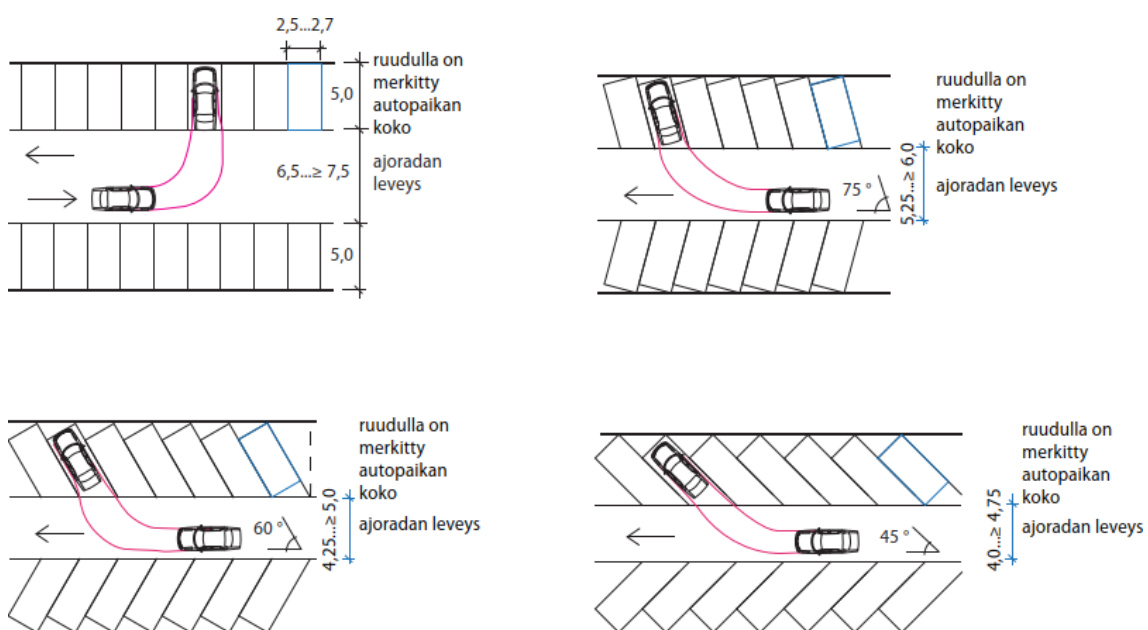 2,5...2,7
ruudulla on
merkitty
autopaikan
koko
5,0
6,5...≥ 7,5
ajoradan
leveys
5,0
ruudulla on
merkitty
autopaikan
koko
5,25...≥ 6,0
75 °
ajoradan leveys
ruudulla on
merkitty
autopaikan
koko
4,25...≥ 5,0
60 °
ajoradan leveys
ruudulla on
merkitty
autopaikan
koko
4,0...≥ 4,75
45 °
ajoradan leveys